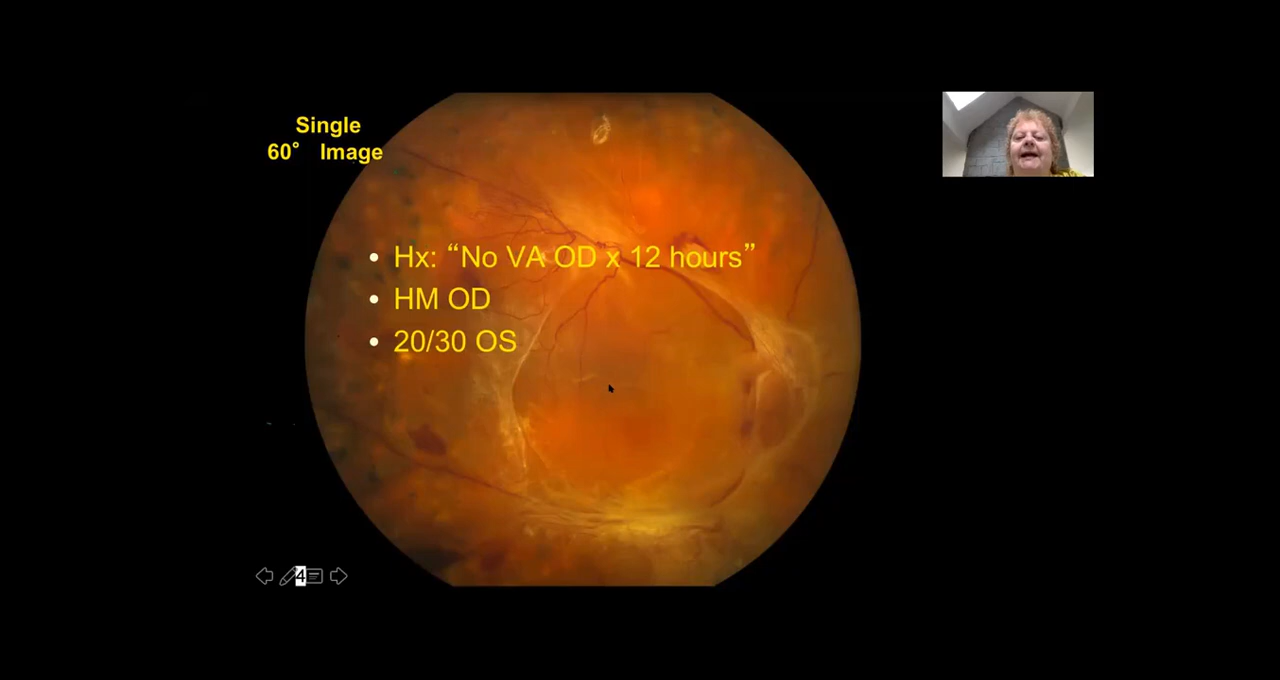 Single
60° Image
• Hx: “No VA OD x 12 hours”
• HM OD
• 20/30 OS
4